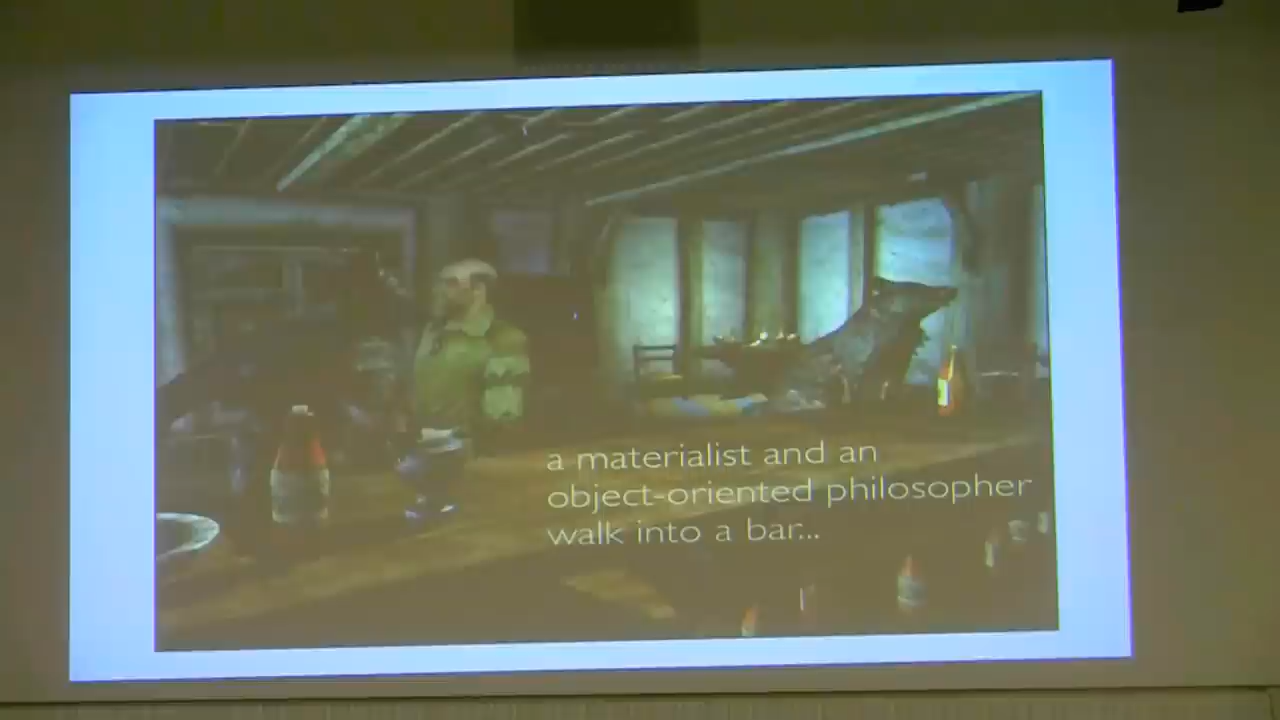 a materialist and an
object-oriented philosopher
walk into a bar...